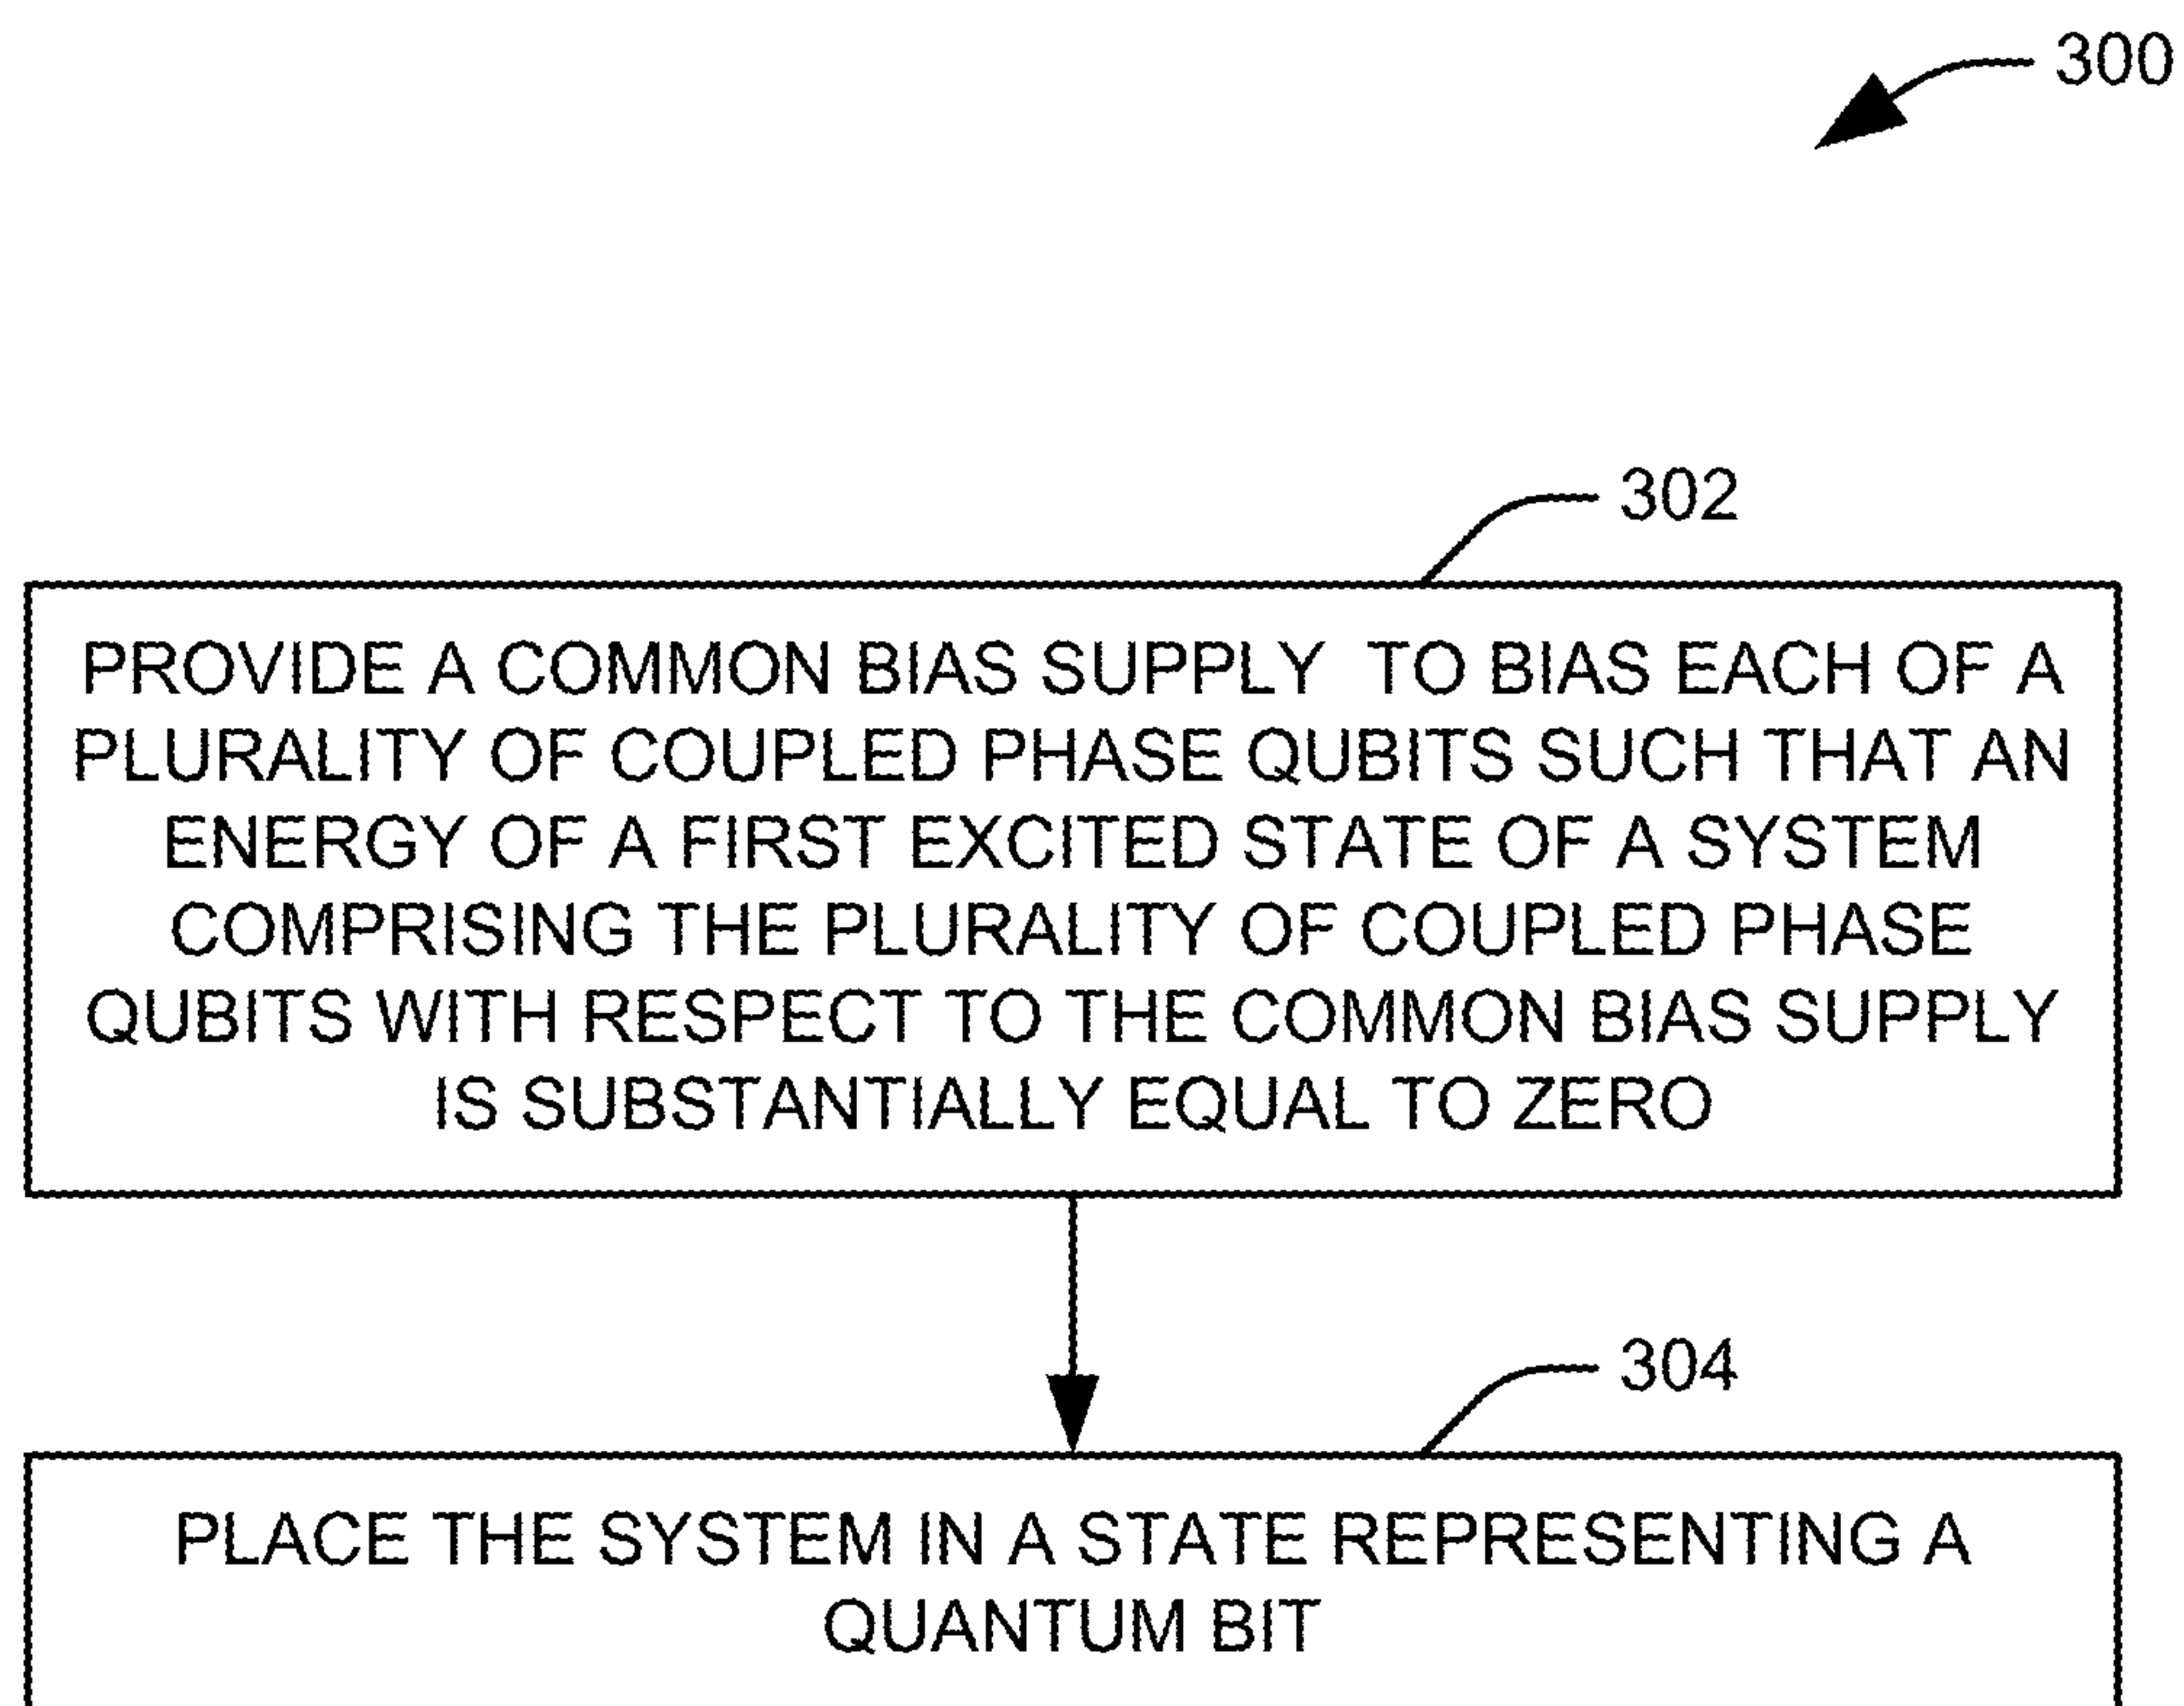 300
302
PROVIDE A COMMON BIAS SUPPLY TO BIAS EACH OF A
PLURALITY OF COUPLED PHASE QUBITS SUCH THAT AN
ENERGY OF A FIRST EXCITED STATE OF A SYSTEM
COMPRISING THE PLURALITY OF COUPLED PHASE
QUBITS WITH RESPECT TO THE COMMON BIAS SUPPLY
IS SUBSTANTIALLY EQUAL TO ZERO
304
PLACE THE SYSTEM IN A STATE REPRESENTING A
QUANTUM BIT